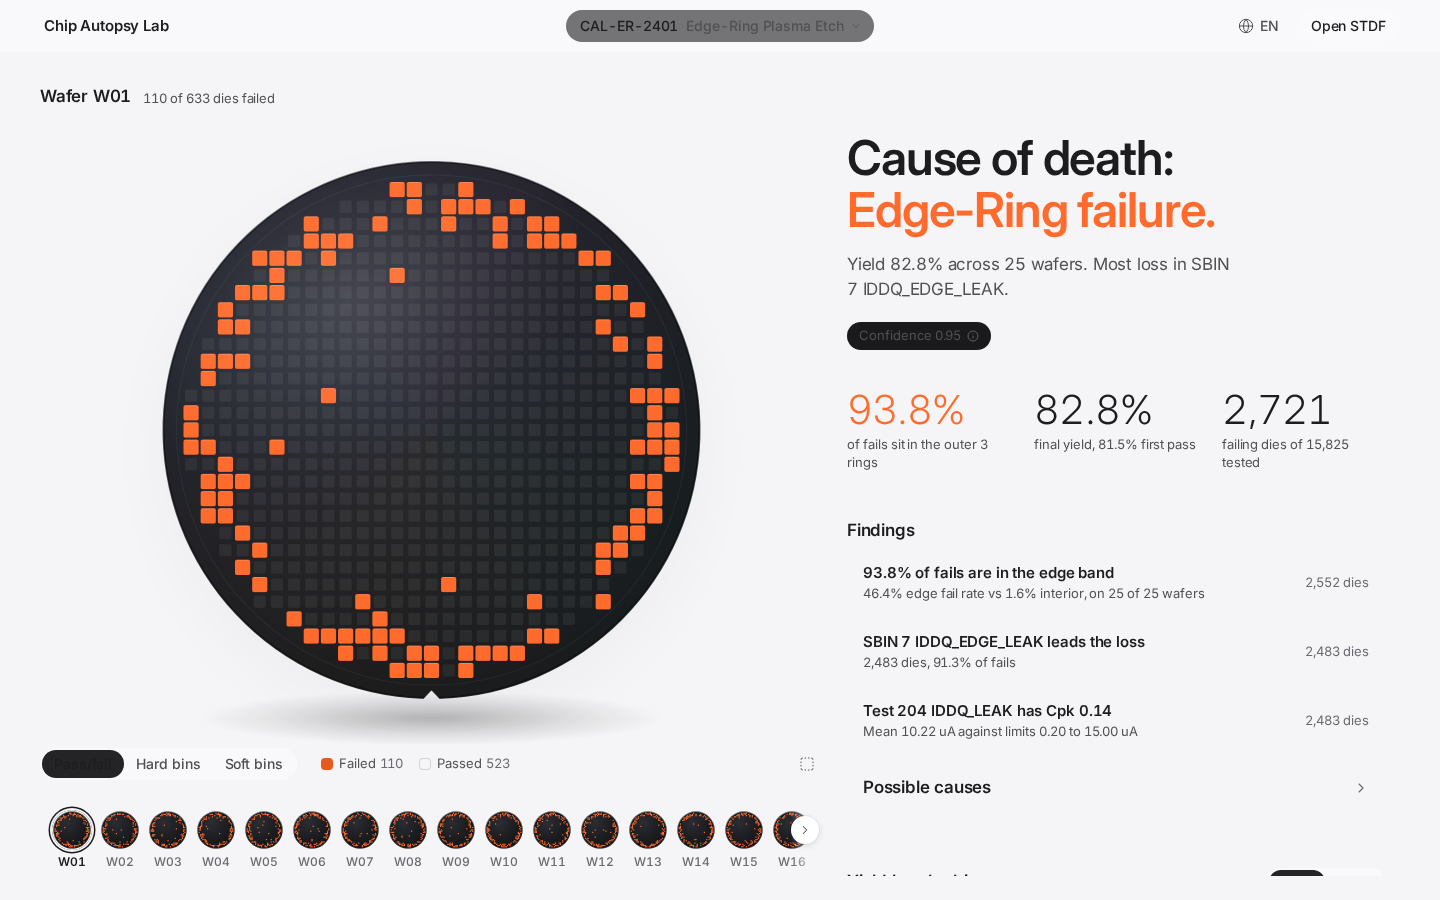 Chip Autopsy Lab
CAL-ER-2401 Edge-Ring Plasma Etch
EN
Open STDF
Wafer W01
110 of 633 dies failed
Cause of death:
Edge-Ring failure.
Yield 82.8% across 25 wafers. Most loss in SBIN
7 IDDQ_EDGE_LEAK.
Confidence 0.95
93.8%
of fails sit in the outer 3
rings
82.8%
final yield, 81.5% first pass
2,721
failing dies of 15,825
tested
Findings
93.8% of fails are in the edge band
46.4% edge fail rate vs 1.6% interior, on 25 of 25 wafers
2,552 dies
SBIN 7 IDDQ_EDGE_LEAK leads the loss
2,483 dies, 91.3% of fails
2,483 dies
Test 204 IDDQ_LEAK has Cpk 0.14
Mean 10.22 uA against limits 0.20 to 15.00 uA
2,483 dies
Possible causes
Pass/fail
Hard bins
Soft bins
Failed 110
Passed 523
W01 W02 W03 W04 W05 W06 W07 W08 W09 W10 W11 W12 W13 W14 W15 W16